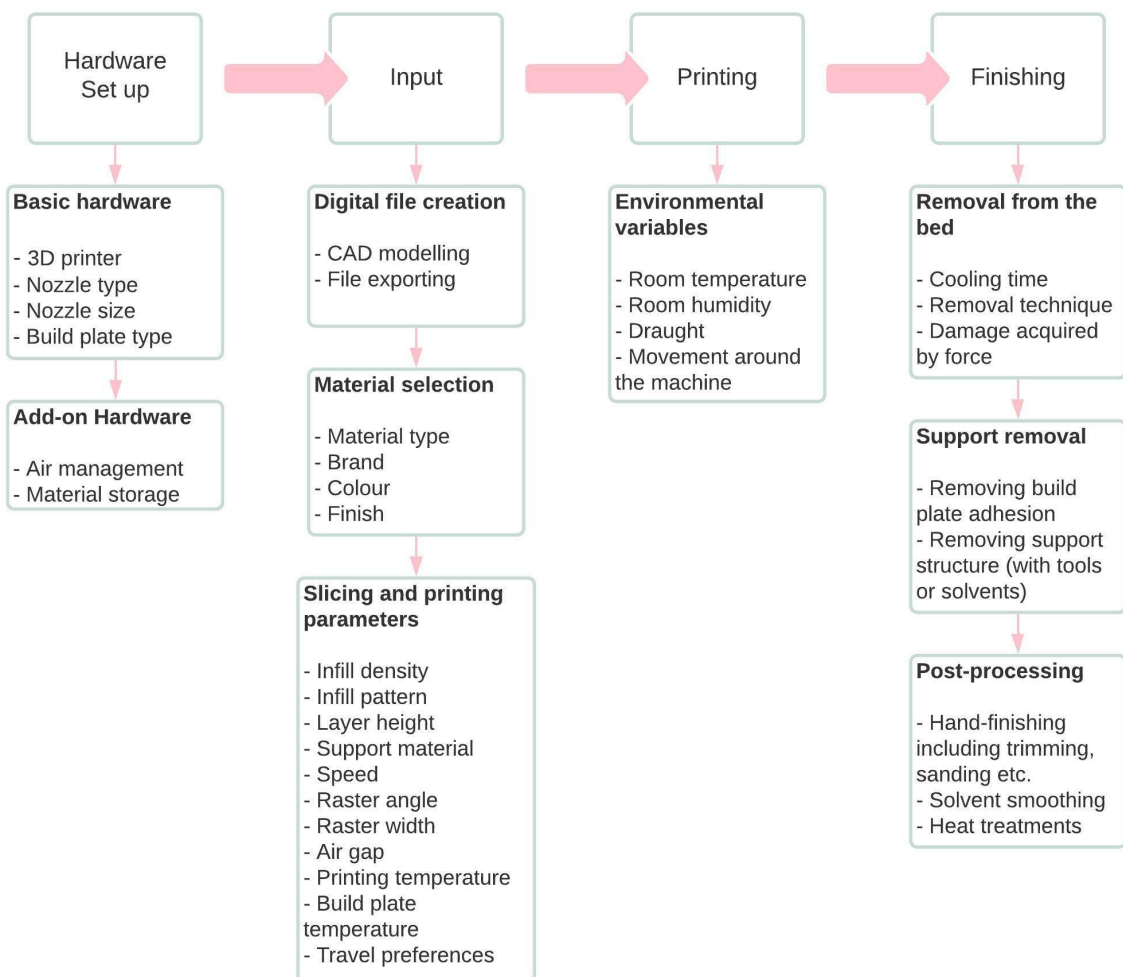 Hardware
Set up
Input
Printing
Finishing
Basic hardware
- 3D printer
- Nozzle type
- Nozzle size
- Build plate type
Add-on Hardware
- Air management
- Material storage
Digital file creation
- CAD modelling
- File exporting
Material selection
- Material type
- Brand
- Colour
- Finish
Slicing and printing
parameters
- Infill density
- Infill pattern
- Layer height
- Support material
- Speed
- Raster angle
- Raster width
- Air gap
- Printing temperature
- Build plate
temperature
- Travel preferences
Environmental
variables
- Room temperature
- Room humidity
- Draught
- Movement around
the machine
Removal from the
bed
- Cooling time
- Removal technique
- Damage acquired
by force
Support removal
- Removing build
plate adhesion
- Removing support
structure (with tools
or solvents)
Post-processing
- Hand-finishing
including trimming,
sanding etc.
- Solvent smoothing
- Heat treatments